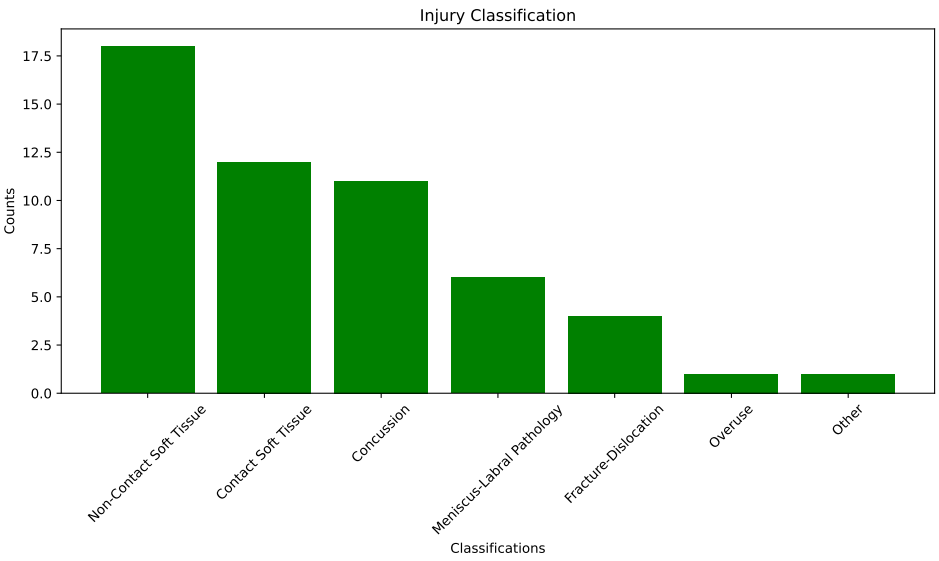 Injury Classification
17.5
15.0
12.5
10.0
7.5
5.0
2.5
0.0
Counts
Non-Contact Soft Tissue
Contact Soft Tissue
Concussion
Meniscus-Labral Pathology
Fracture-Dislocation
Overuse
Other
Classifications